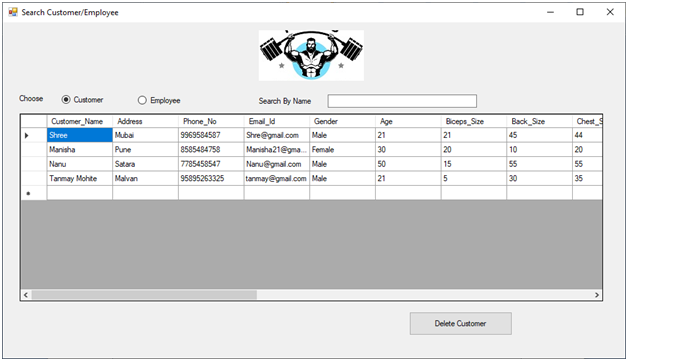 Search Customer/Employee
Choose Customer Employee Search By Name
Customer_Name Address Phone_No Email_Id Gender Age Biceps_Size Back_Size Chest_S
Shree Mubai 9969584587 Shre@gmail.com Male 21 21 45 44
Manisha Pune 8585484758 Manisha21@gma... Female 30 20 10 20
Nanu Satara 7785458547 Nanu@gmail.com Male 50 15 55 55
Tanmay Mohite Malvan 95895263325 tanmay@gmail.com Male 21 5 30 35
Delete Customer